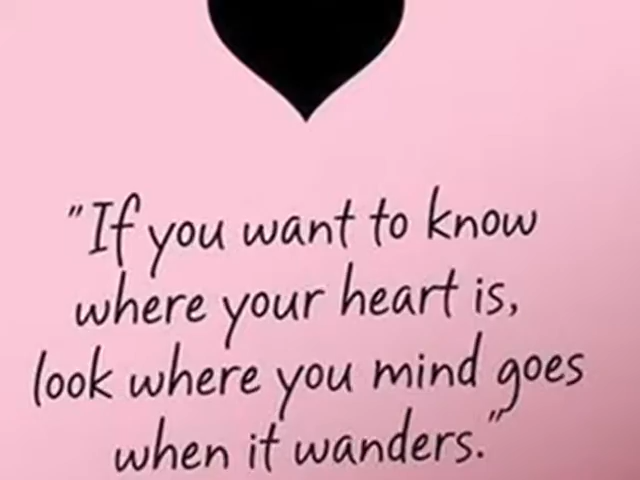 "If you want to know
where your heart is,
look where you mind goes
when it wanders."